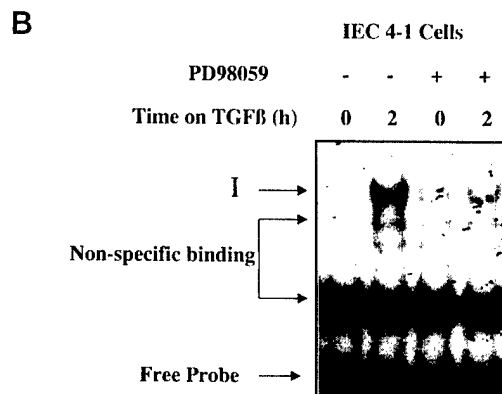 B
IEC 4-1 Cells
PD98059 - - + +
Time on TGFß (h) 0 2 0 2
I
Non-specific binding
Free Probe